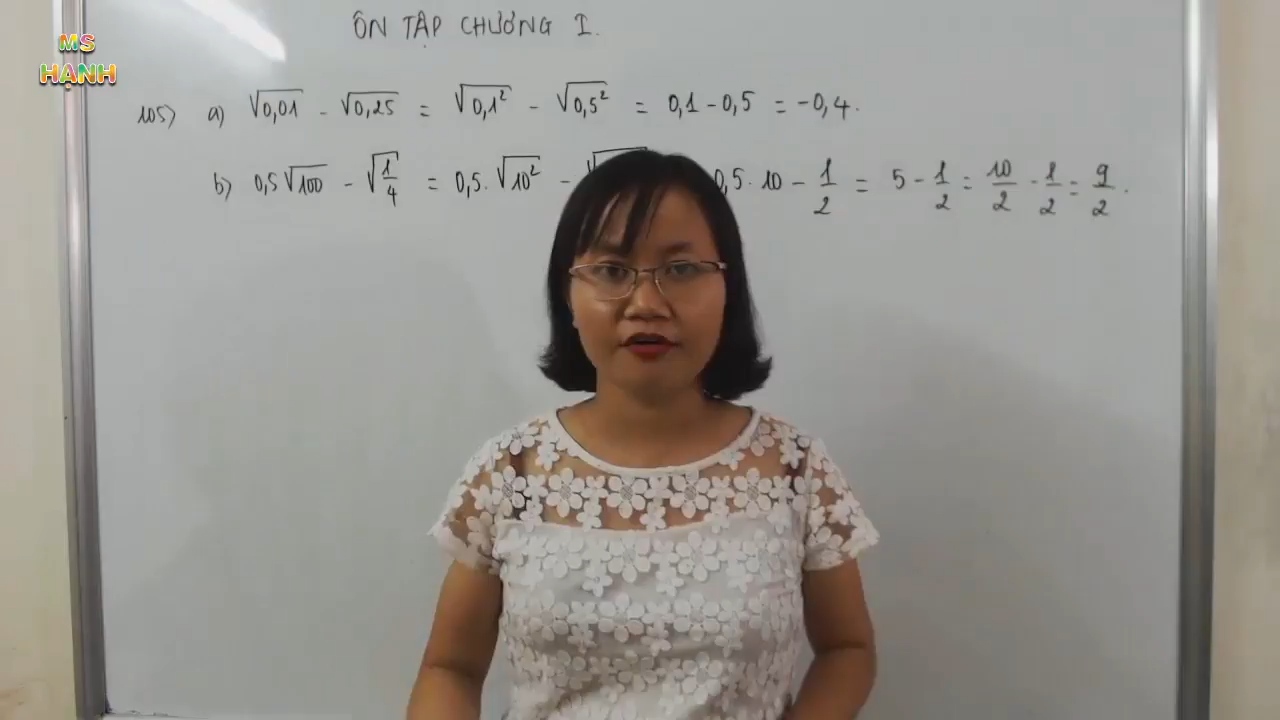 MS
HẠNH
ÔN TẬP CHƯƠNG I.
105) a) √0,01 - √0,25 = √0,1² - √0,5² = 0,1 - 0,5 = -0,4.
b) 0,5√100 - √1/4 = 0,5.√10² - 0,5.10 - 1/2 = 5 - 1/2 = 10/2 - 1/2 = 9/2.